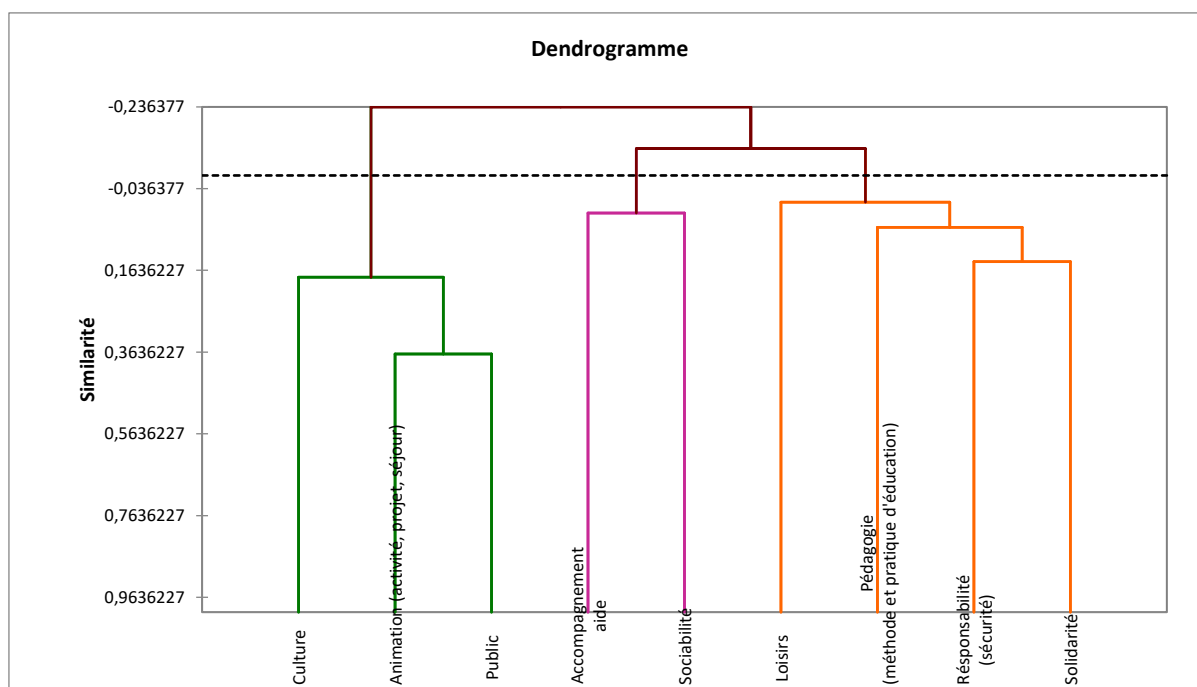 Dendrogramme
Similarité
-0,236377
-0,036377
0,1636227
0,3636227
0,5636227
0,7636227
0,9636227
Culture
Animation (activité, projet, séjour)
Public
Accompagnement
aide
Sociabilité
Loisirs
Pédagogie
(méthode et pratique d'éducation)
Résponsabilité
(sécurité)
Solidarité